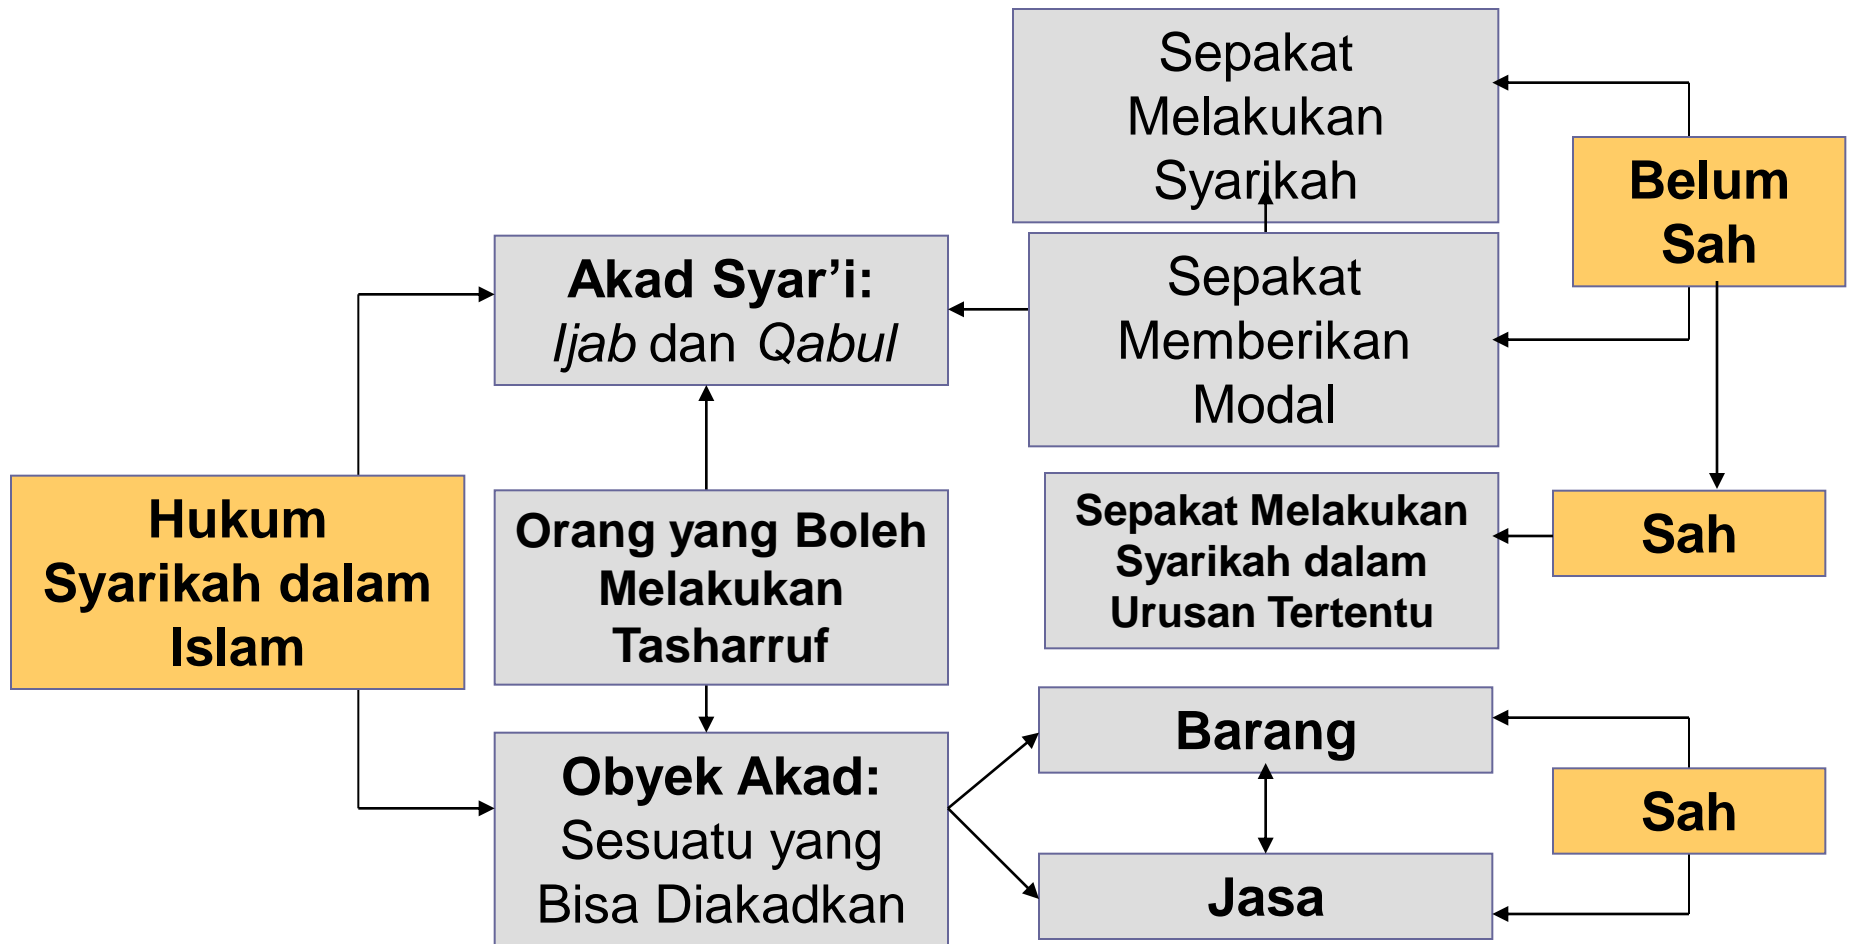 Sepakat
Melakukan
Syarikah
Belum
Sah
Akad Syar’i:
Ijab dan Qabul
Sepakat
Memberikan
Modal
Hukum
Syarikah dalam
Islam
Orang yang Boleh
Melakukan
Tasharruf
Sepakat Melakukan
Syarikah dalam
Urusan Tertentu
Sah
Obyek Akad:
Sesuatu yang
Bisa Diakadkan
Barang
Jasa
Sah